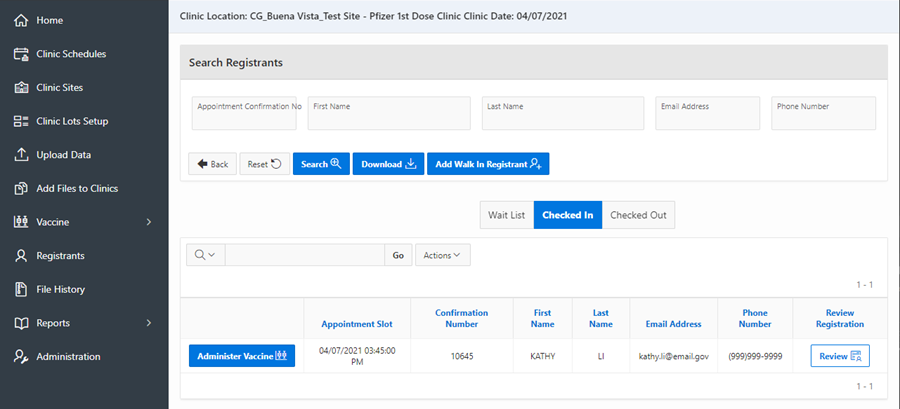 Home
Clinic Schedules
Clinic Sites
Clinic Lots Setup
Upload Data
Add Files to Clinics
Vaccine
Registrants
File History
Reports
Administration
Clinic Location: CG_Buena Vista_Test Site - Pfizer 1st Dose Clinic Clinic Date: 04/07/2021
Search Registrants
Appointment Confirmation No First Name Last Name Email Address Phone Number
Back Reset Search Download Add Walk In Registrant
Wait List Checked In Checked Out
Go Actions
1 - 1
Appointment Slot Confirmation Number First Name Last Name Email Address Phone Number Review Registration
Administer Vaccine 04/07/2021 03:45:00 PM 10645 KATHY LI kathy.li@email.gov (999)999-9999 Review
1 - 1